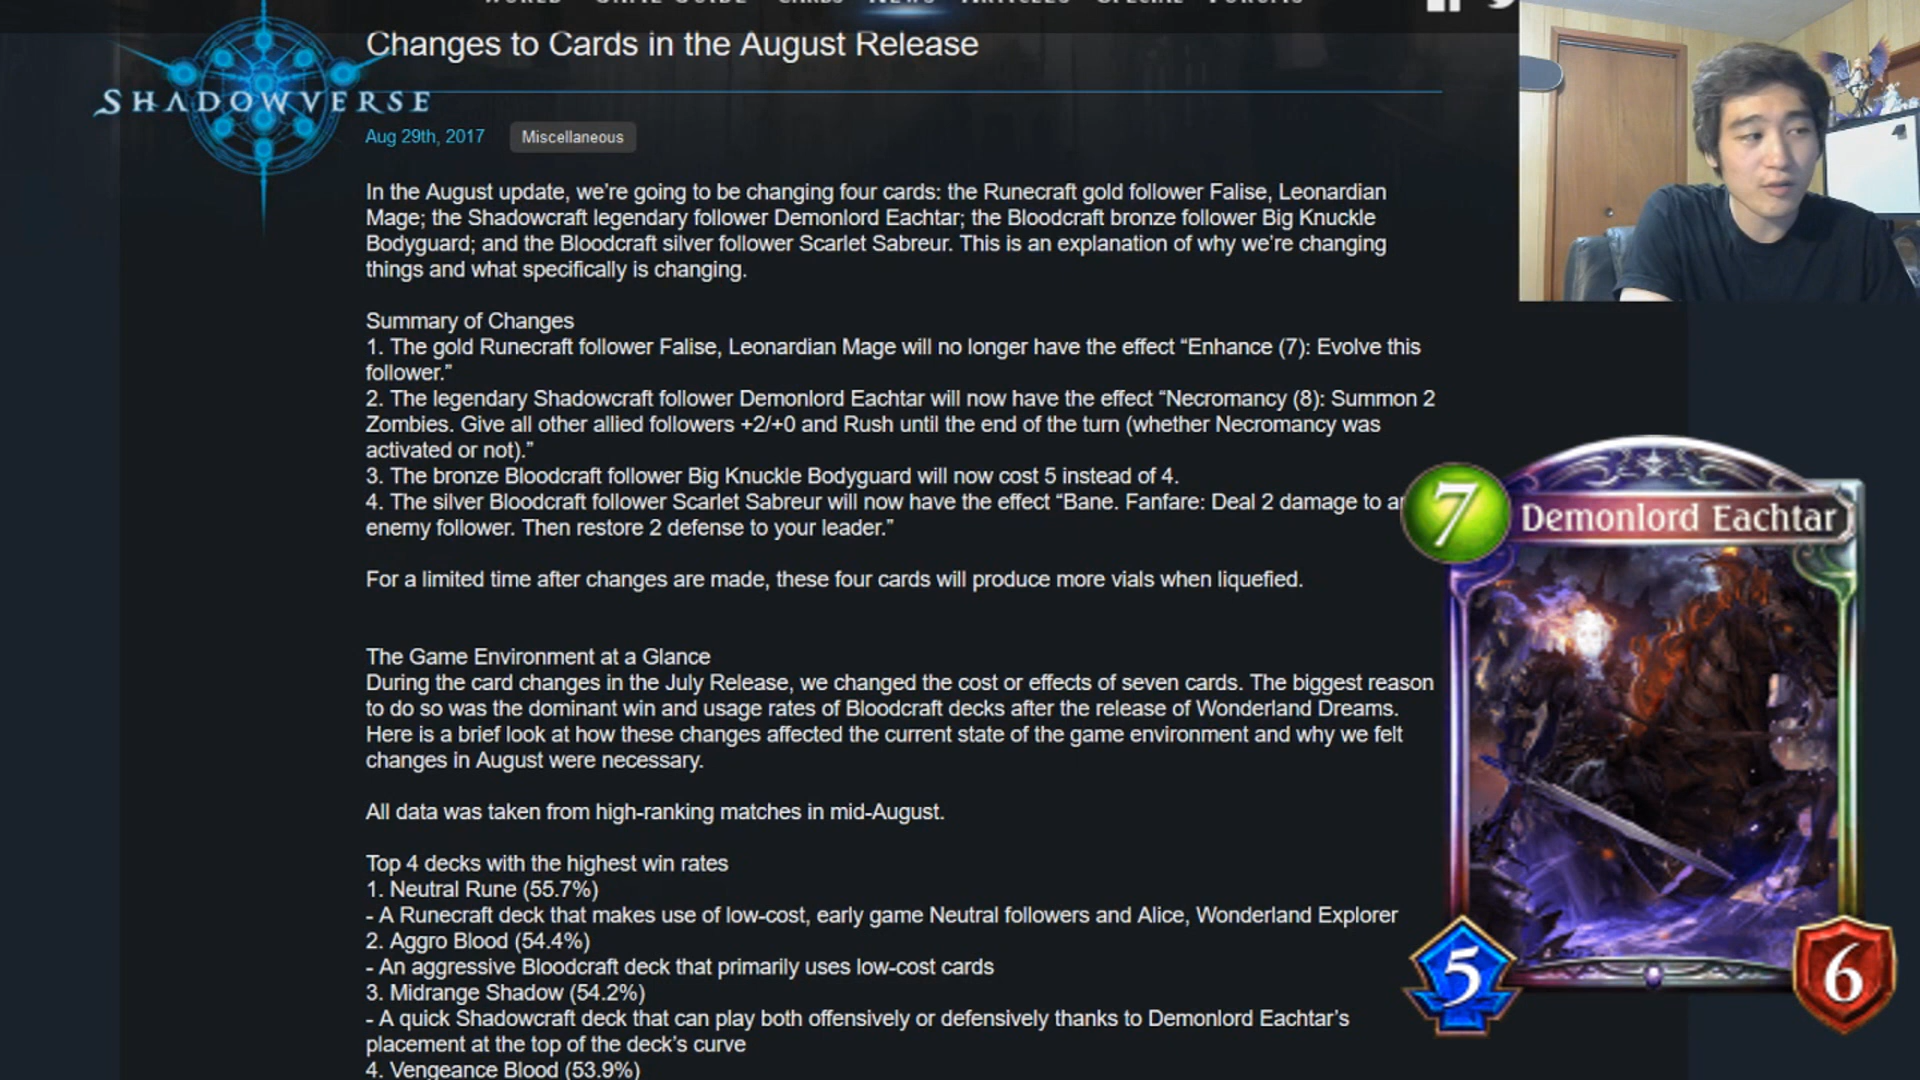 WORLD GAME GUIDE CARDS NEWS ARTICLES SPECIAL FORUMS
Changes to Cards in the August Release
SHADOWVERSE
Aug 29th, 2017 Miscellaneous
In the August update, we’re going to be changing four cards: the Runecraft gold follower Falise, Leonardian
Mage; the Shadowcraft legendary follower Demonlord Eachtar; the Bloodcraft bronze follower Big Knuckle
Bodyguard; and the Bloodcraft silver follower Scarlet Sabreur. This is an explanation of why we’re changing
things and what specifically is changing.
Summary of Changes
1. The gold Runecraft follower Falise, Leonardian Mage will no longer have the effect “Enhance (7): Evolve this
follower.”
2. The legendary Shadowcraft follower Demonlord Eachtar will now have the effect “Necromancy (8): Summon 2
Zombies. Give all other allied followers +2/+0 and Rush until the end of the turn (whether Necromancy was
activated or not).”
3. The bronze Bloodcraft follower Big Knuckle Bodyguard will now cost 5 instead of 4.
4. The silver Bloodcraft follower Scarlet Sabreur will now have the effect “Bane. Fanfare: Deal 2 damage to
enemy follower. Then restore 2 defense to your leader.”
For a limited time after changes are made, these four cards will produce more vials when liquefied.
The Game Environment at a Glance
During the card changes in the July Release, we changed the cost or effects of seven cards. The biggest reason
to do so was the dominant win and usage rates of Bloodcraft decks after the release of Wonderland Dreams.
Here is a brief look at how these changes affected the current state of the game environment and why we felt
changes in August were necessary.
All data was taken from high-ranking matches in mid-August.
Top 4 decks with the highest win rates
1. Neutral Rune (55.7%)
- A Runecraft deck that makes use of low-cost, early game Neutral followers and Alice, Wonderland Explorer
2. Aggro Blood (54.4%)
- An aggressive Bloodcraft deck that primarily uses low-cost cards
3. Midrange Shadow (54.2%)
- A quick Shadowcraft deck that can play both offensively or defensively thanks to Demonlord Eachtar’s
placement at the top of the deck’s curve
4. Vengeance Blood (53.9%)
7 Demonlord Eachtar
5 6